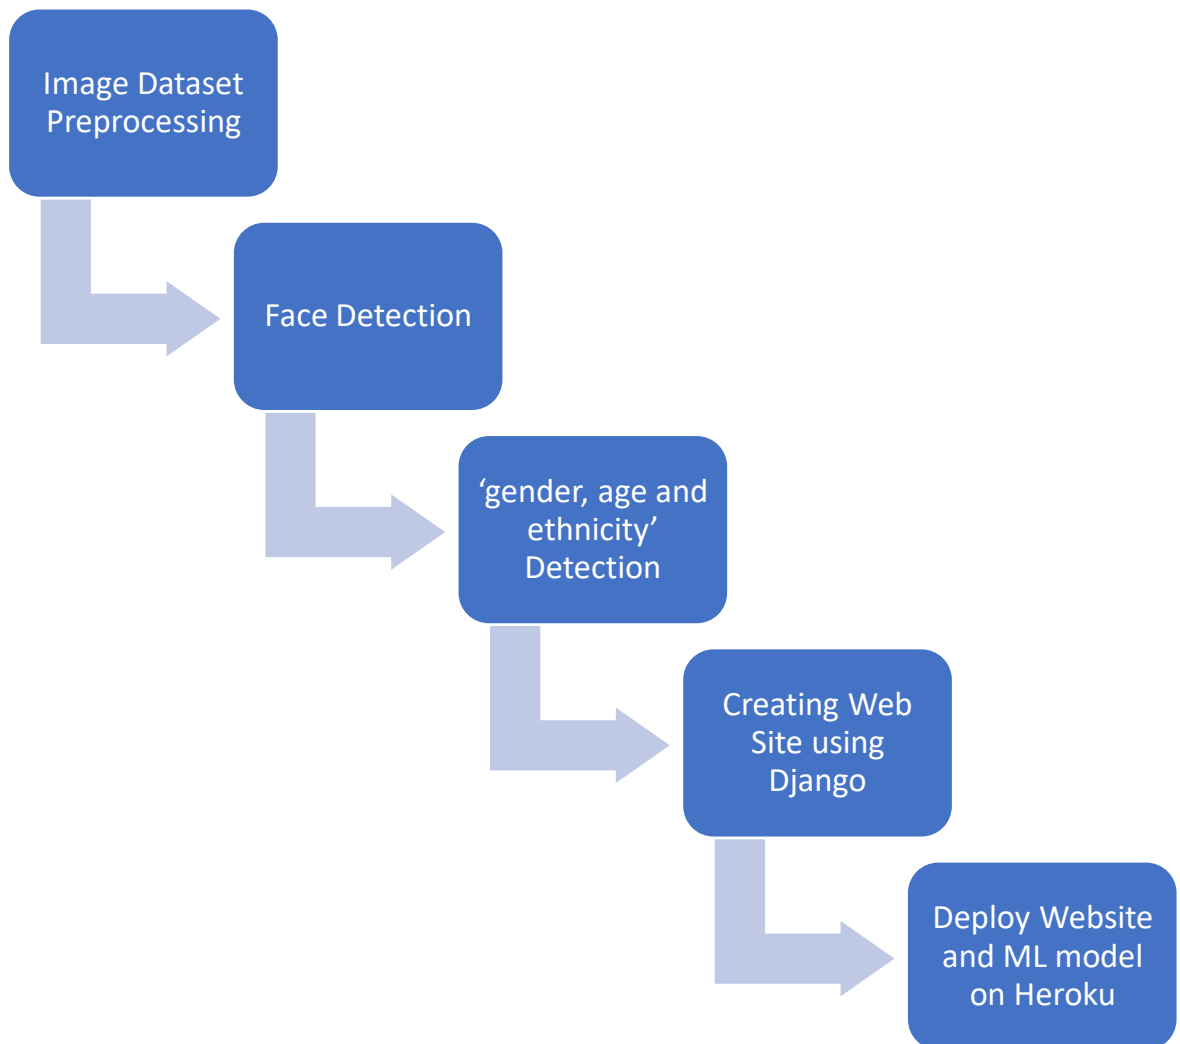 Image Dataset
Preprocessing
Face Detection
‘gender, age and
ethnicity’
Detection
Creating Web
Site using
Django
Deploy Website
and ML model
on Heroku